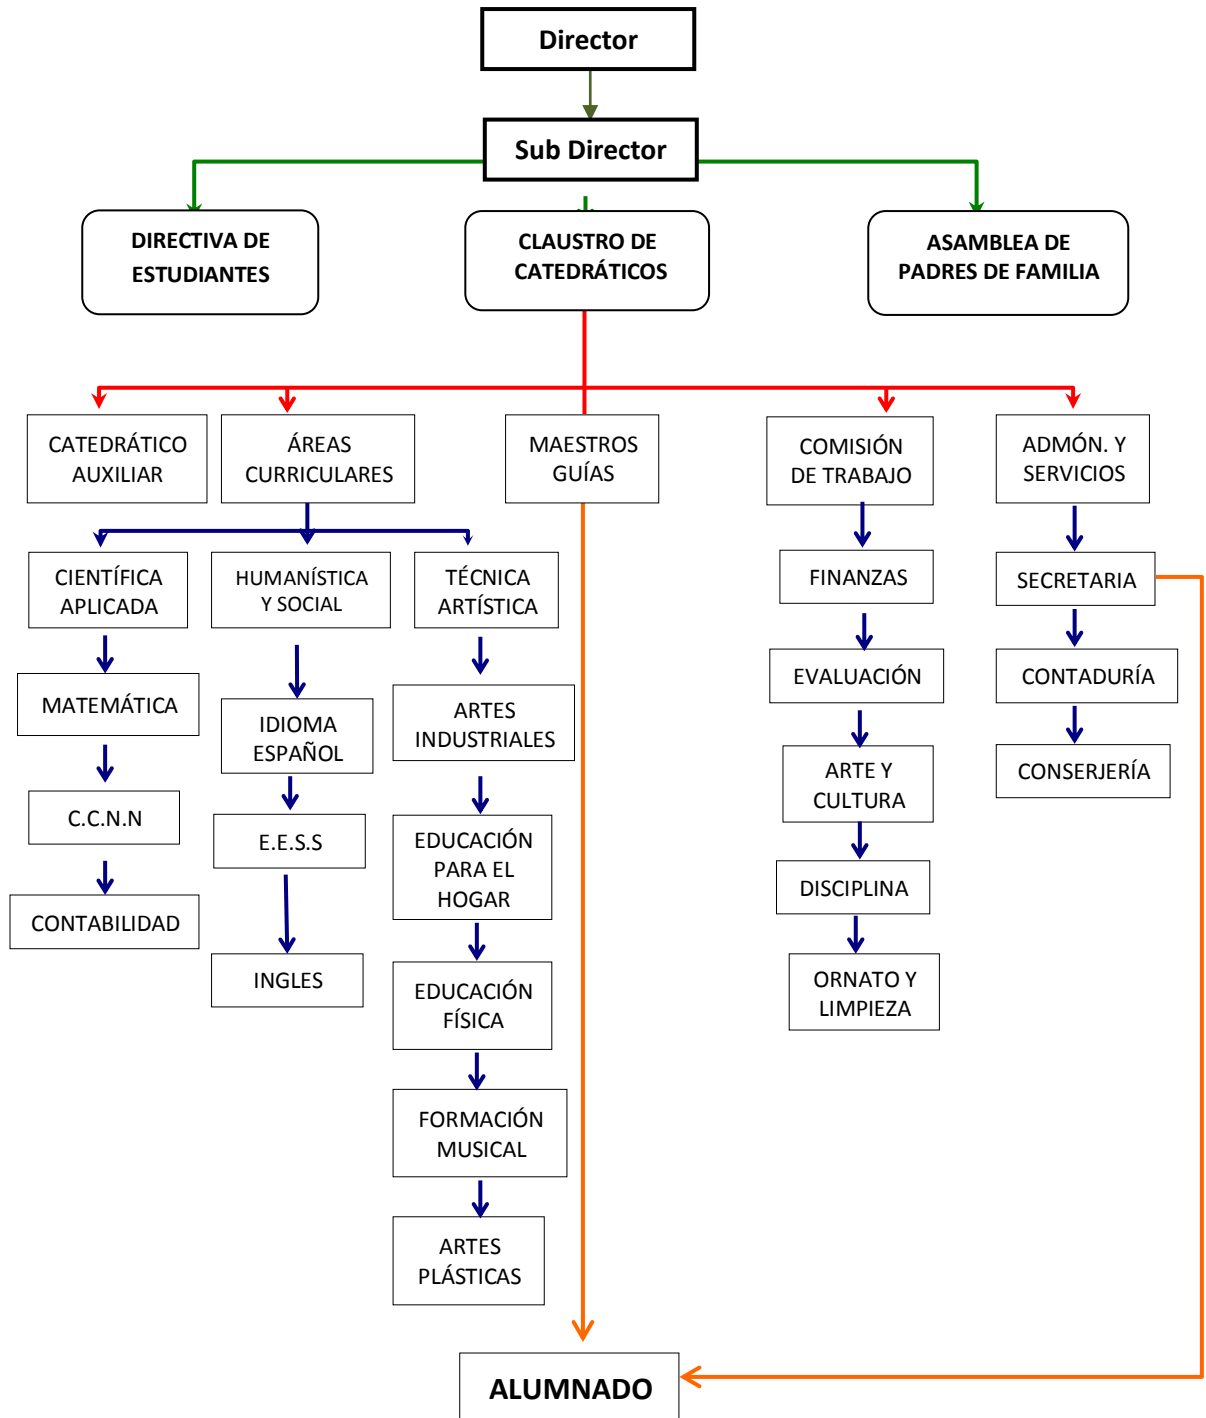 Director
Sub Director
DIRECTIVA DE
ESTUDIANTES
CLAUSTRO DE
CATEDRÁTICOS
ASAMBLEA DE
PADRES DE FAMILIA
CATEDRÁTICO
AUXILIAR
ÁREAS
CURRICULARES
MAESTROS
GUÍAS
COMISIÓN
DE TRABAJO
ADMÓN. Y
SERVICIOS
CIENTÍFICA
APLICADA
HUMANÍSTICA
Y SOCIAL
TÉCNICA
ARTÍSTICA
FINANZAS
SECRETARIA
MATEMÁTICA
IDIOMA
ESPAÑOL
ARTES
INDUSTRIALES
EVALUACIÓN
CONTADURÍA
C.C.N.N
E.E.S.S
EDUCACIÓN
PARA EL
HOGAR
ARTE Y
CULTURA
CONSERJERÍA
CONTABILIDAD
INGLES
EDUCACIÓN
FÍSICA
DISCIPLINA
ORNATO Y
LIMPIEZA
FORMACIÓN
MUSICAL
ARTES
PLÁSTICAS
ALUMNADO